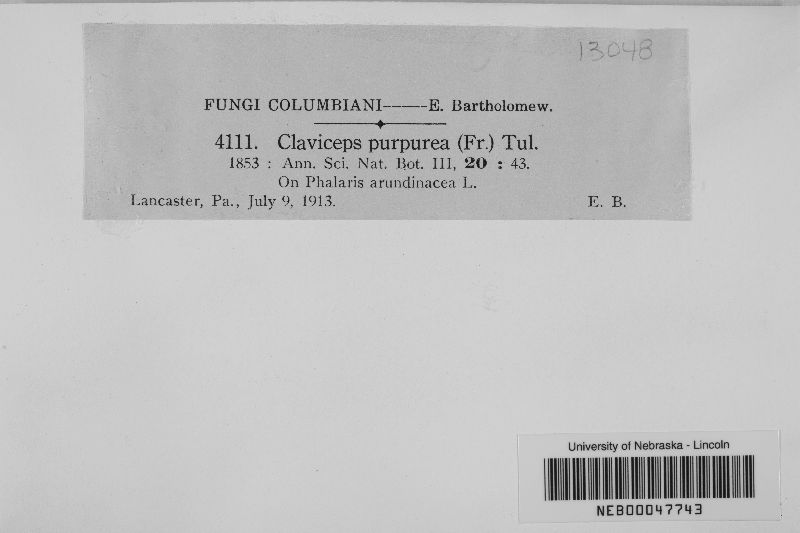 13048
FUNGI COLUMBIANI——E. Bartholomew.
4111. Claviceps purpurea (Fr.) Tul.
1853 : Ann. Sci. Nat. Bot. III, 20 : 43.
On Phalaris arundinacea L.
Lancaster, Pa., July 9, 1913. E. B.
University of Nebraska - Lincoln
NEB00047743